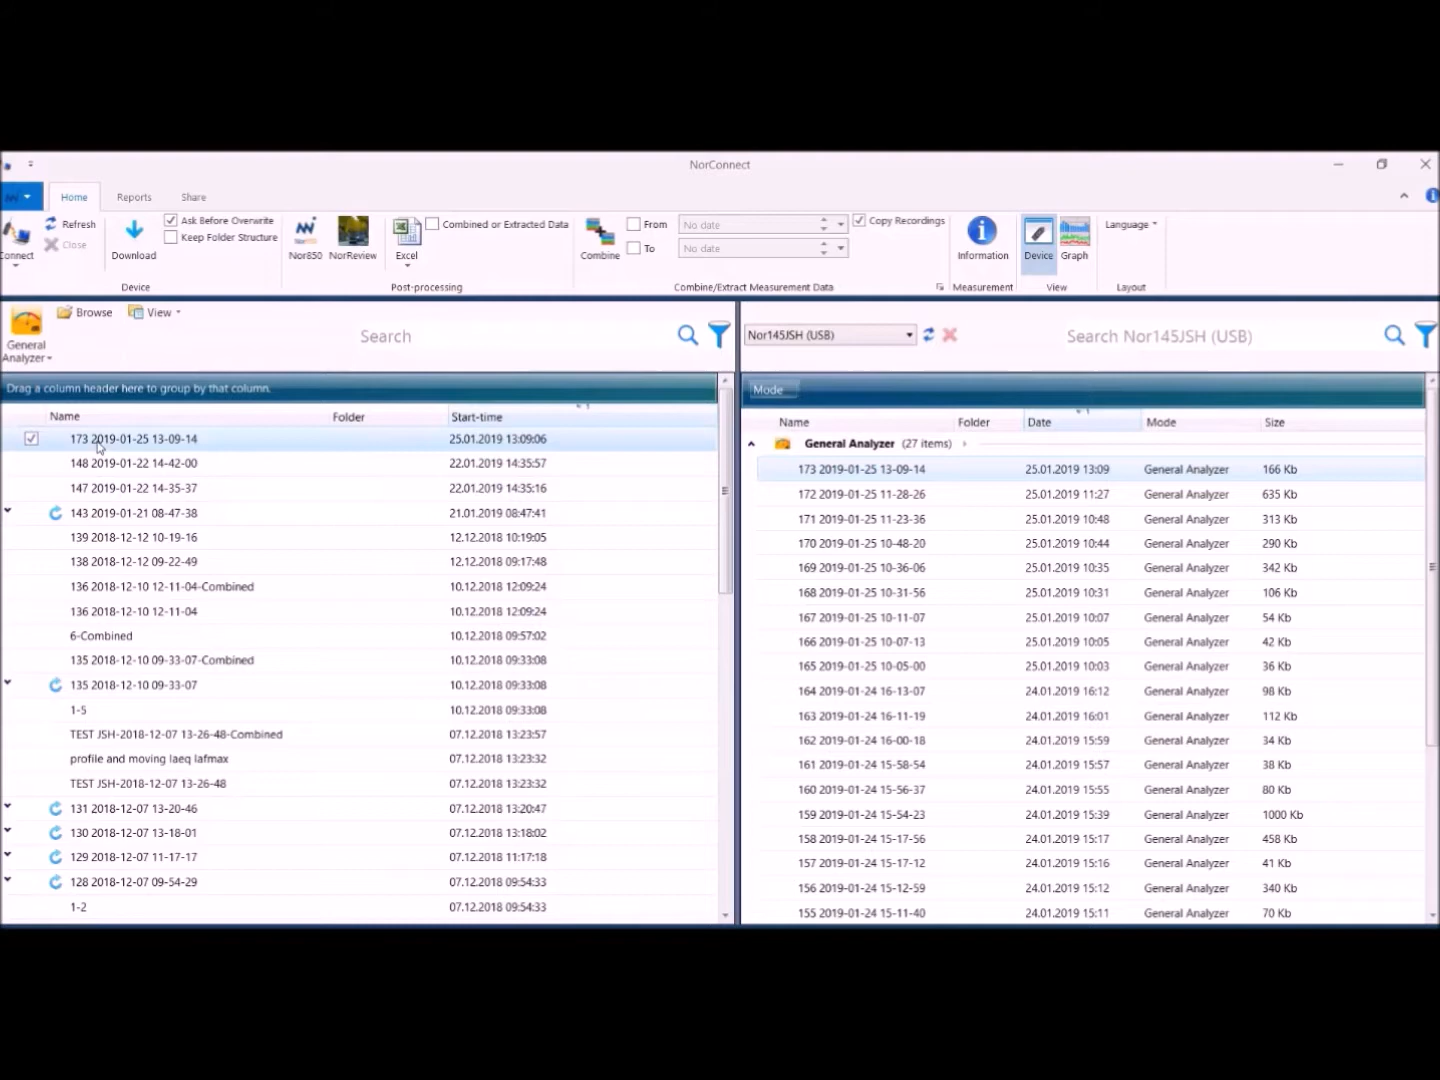 NorConnect
Home Reports Share
Refresh
Close
Download
Ask Before Overwrite
Keep Folder Structure
Device
Nor850
NorReview
Excel
Combined or Extracted Data
Post-processing
Combine
From No date
To No date
Copy Recordings
Combine/Extract Measurement Data
Information
Measurement
Device
Graph
View
Language
Layout
General
Analyzer
Browse
View
Search
Drag a column header here to group by that column.
Name Folder Start-time
173 2019-01-25 13-09-14 25.01.2019 13:09:06
148 2019-01-22 14-42-00 22.01.2019 14:35:57
147 2019-01-22 14-35-37 22.01.2019 14:35:16
143 2019-01-21 08-47-38 21.01.2019 08:47:41
139 2018-12-12 10-19-16 12.12.2018 10:19:05
138 2018-12-12 09-22-49 12.12.2018 09:17:48
136 2018-12-10 12-11-04-Combined 10.12.2018 12:09:24
136 2018-12-10 12-11-04 10.12.2018 12:09:24
6-Combined 10.12.2018 09:57:02
135 2018-12-10 09-33-07-Combined 10.12.2018 09:33:08
135 2018-12-10 09-33-07 10.12.2018 09:33:08
1-5 10.12.2018 09:33:08
TEST JSH-2018-12-07 13-26-48-Combined 07.12.2018 13:23:57
profile and moving laeq lafmax 07.12.2018 13:23:32
TEST JSH-2018-12-07 13-26-48 07.12.2018 13:23:32
131 2018-12-07 13-20-46 07.12.2018 13:20:47
130 2018-12-07 13-18-01 07.12.2018 13:18:02
129 2018-12-07 11-17-17 07.12.2018 11:17:18
128 2018-12-07 09-54-29 07.12.2018 09:54:33
1-2 07.12.2018 09:54:33
Nor145JSH (USB)
Search Nor145JSH (USB)
Mode
Name Folder Date Mode Size
General Analyzer (27 items)
173 2019-01-25 13-09-14 25.01.2019 13:09 General Analyzer 166 Kb
172 2019-01-25 11-28-26 25.01.2019 11:27 General Analyzer 635 Kb
171 2019-01-25 11-23-36 25.01.2019 10:48 General Analyzer 313 Kb
170 2019-01-25 10-48-20 25.01.2019 10:44 General Analyzer 290 Kb
169 2019-01-25 10-36-06 25.01.2019 10:35 General Analyzer 342 Kb
168 2019-01-25 10-31-56 25.01.2019 10:31 General Analyzer 106 Kb
167 2019-01-25 10-11-07 25.01.2019 10:07 General Analyzer 54 Kb
166 2019-01-25 10-07-13 25.01.2019 10:05 General Analyzer 42 Kb
165 2019-01-25 10-05-00 25.01.2019 10:03 General Analyzer 36 Kb
164 2019-01-24 16-13-07 24.01.2019 16:12 General Analyzer 98 Kb
163 2019-01-24 16-11-19 24.01.2019 16:01 General Analyzer 112 Kb
162 2019-01-24 16-00-18 24.01.2019 15:59 General Analyzer 34 Kb
161 2019-01-24 15-58-54 24.01.2019 15:57 General Analyzer 38 Kb
160 2019-01-24 15-56-37 24.01.2019 15:55 General Analyzer 80 Kb
159 2019-01-24 15-54-23 24.01.2019 15:39 General Analyzer 1000 Kb
158 2019-01-24 15-17-56 24.01.2019 15:17 General Analyzer 458 Kb
157 2019-01-24 15-17-12 24.01.2019 15:16 General Analyzer 41 Kb
156 2019-01-24 15-12-59 24.01.2019 15:12 General Analyzer 340 Kb
155 2019-01-24 15-11-40 24.01.2019 15:11 General Analyzer 70 Kb